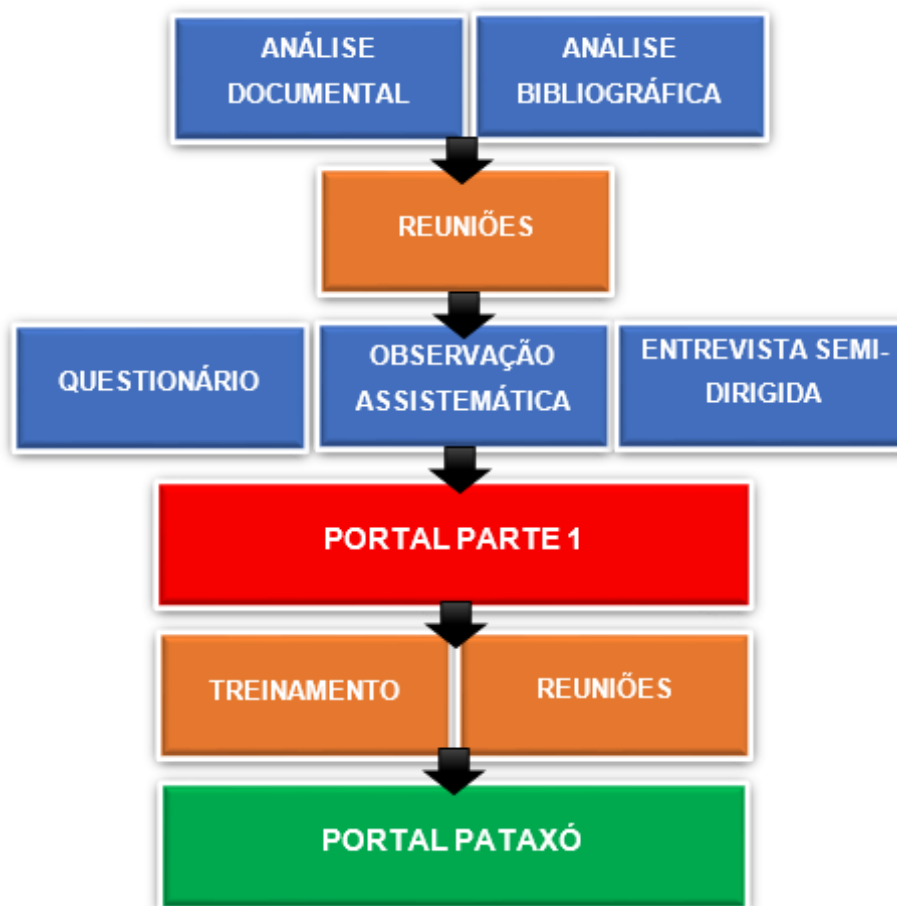 ANÁLISE
DOCUMENTAL
ANÁLISE
BIBLIOGRÁFICA
REUNIÕES
QUESTIONÁRIO
OBSERVAÇÃO
ASSISTEMÁTICA
ENTREVISTA SEMI-
DIRIGIDA
PORTAL PARTE 1
TREINAMENTO
REUNIÕES
PORTAL PATAXÓ